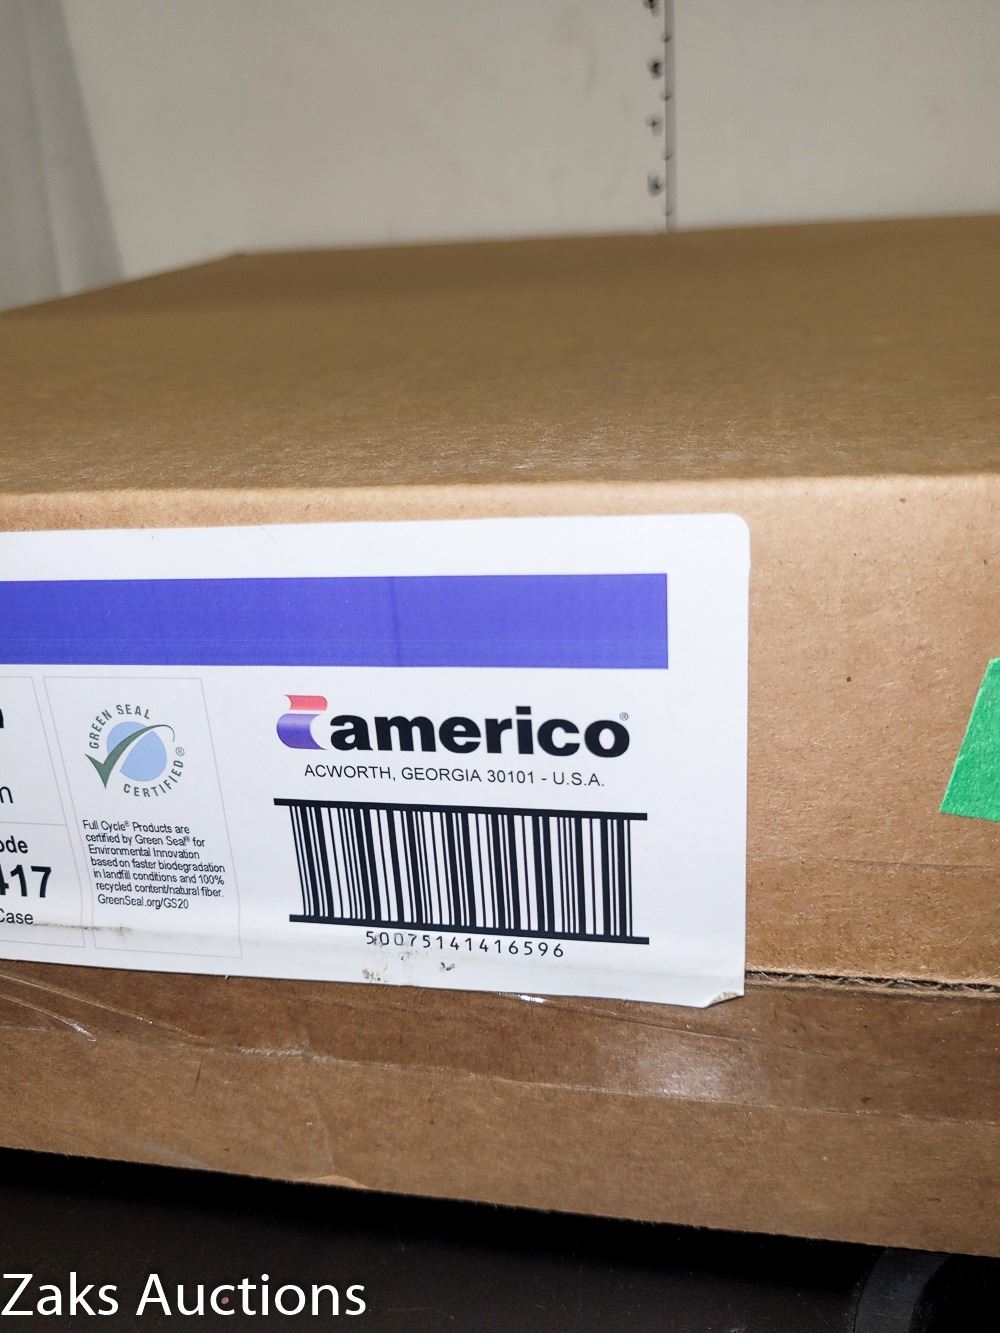 GREEN SEAL®
CERTIFIED
Full Cycle® Products are
certified by Green Seal® for
Environmental Innovation
based on faster biodegradation
in landfill conditions and 100%
recycled content/natural fiber.
GreenSeal.org/GS20
417
Case
americo®
ACWORTH, GEORGIA 30101 - U.S.A.
50075141416596
Zaks Auctions